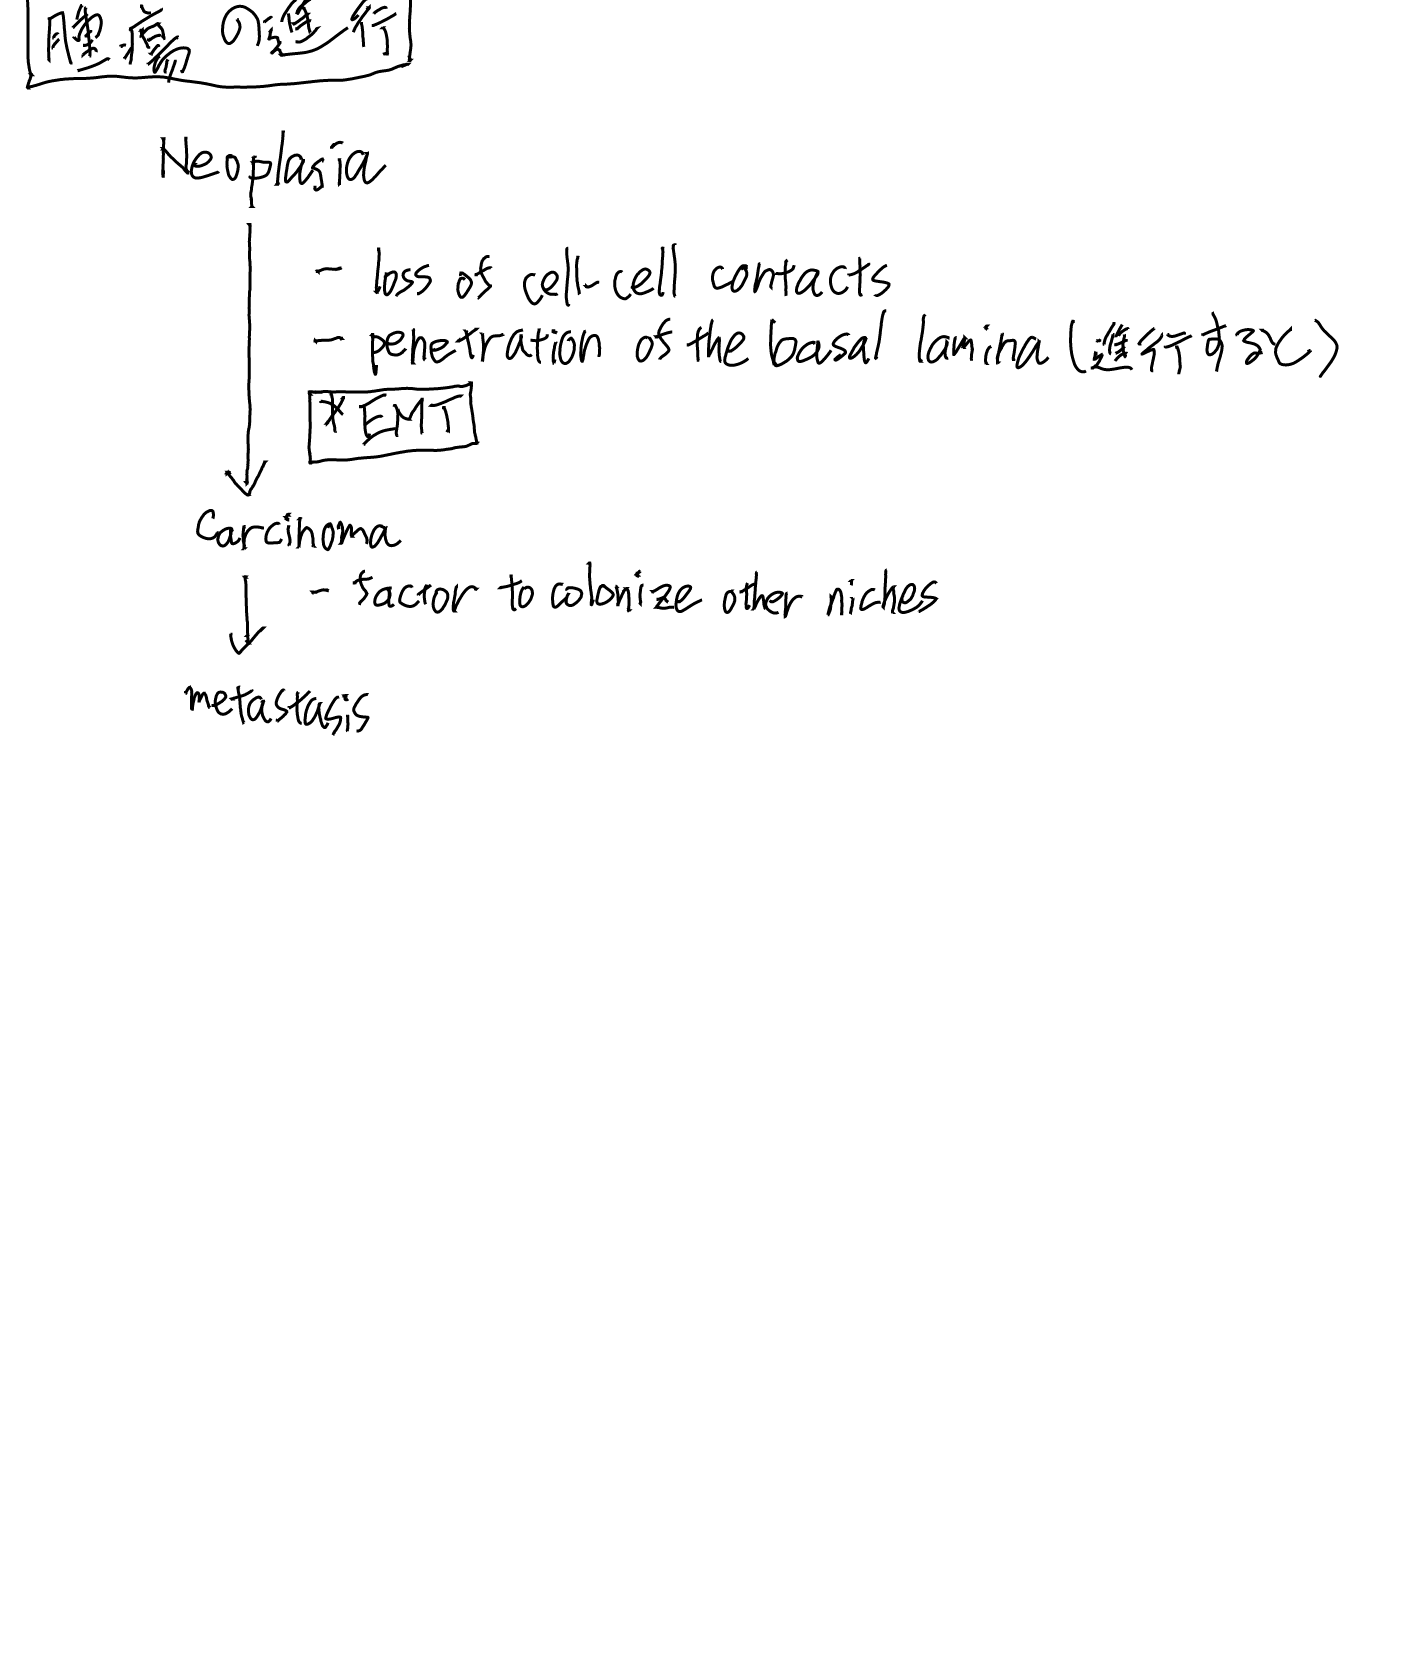 腫瘍の進行
Neoplasia
- loss of cell-cell contacts
- penetration of the basal lamina (進行すると)
* EMT
Carcinoma
- factor to colonize other niches
metastasis